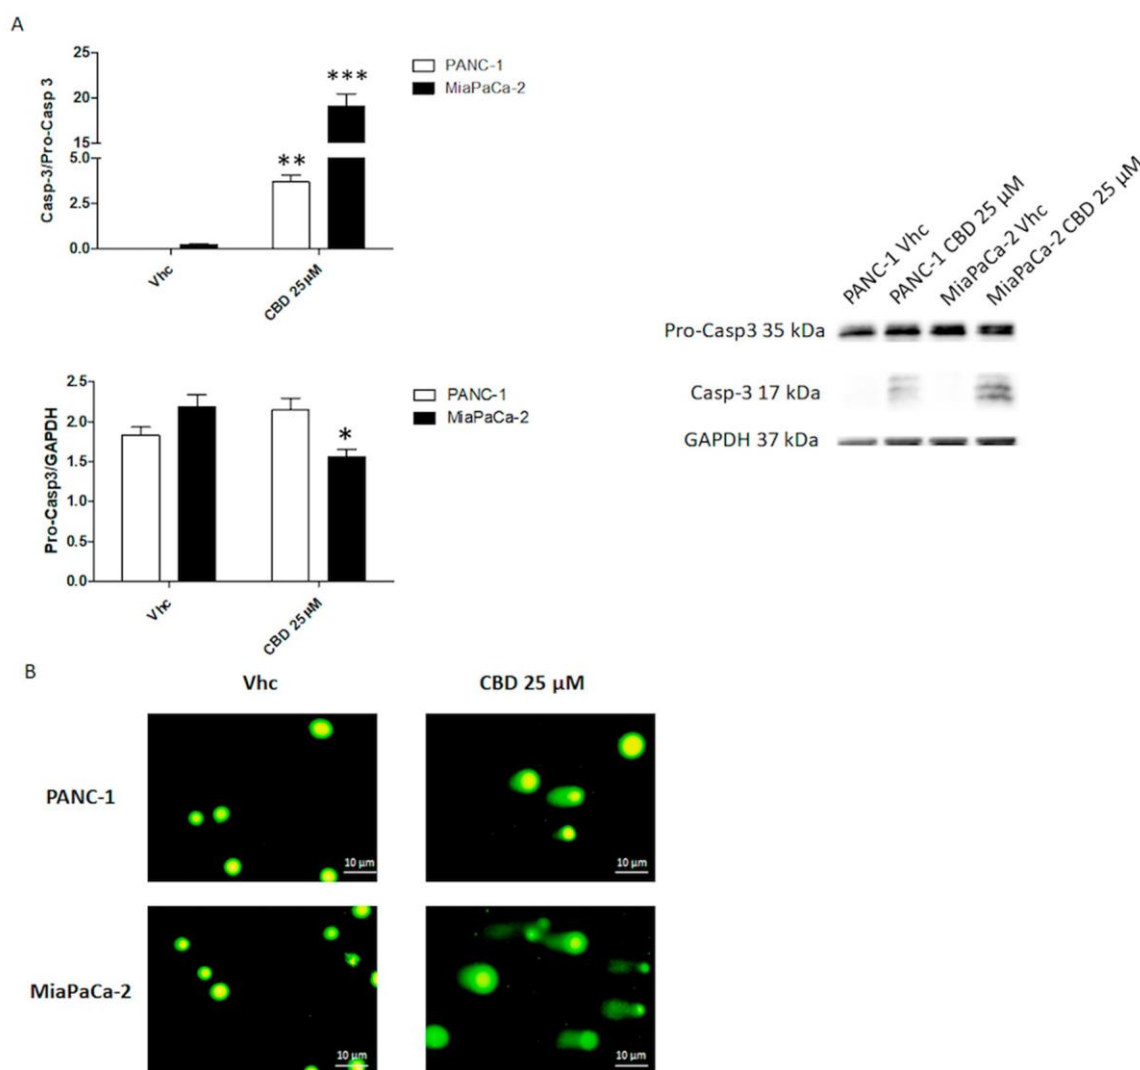 A
Casp-3/Pro-Casp 3
25
20
15
5.0
2.5
0.0
**
***
Vhc
CBD 25 µM
PANC-1
MiaPaCa-2
Pro-Casp3/GAPDH
2.5
2.0
1.5
1.0
0.5
0.0
*
Vhc
CBD 25 µM
PANC-1
MiaPaCa-2
PANC-1 Vhc
PANC-1 CBD 25 µM
MiaPaCa-2 Vhc
MiaPaCa-2 CBD 25 µM
Pro-Casp3 35 kDa
Casp-3 17 kDa
GAPDH 37 kDa
B
Vhc
CBD 25 µM
PANC-1
10 µm
10 µm
MiaPaCa-2
10 µm
10 µm